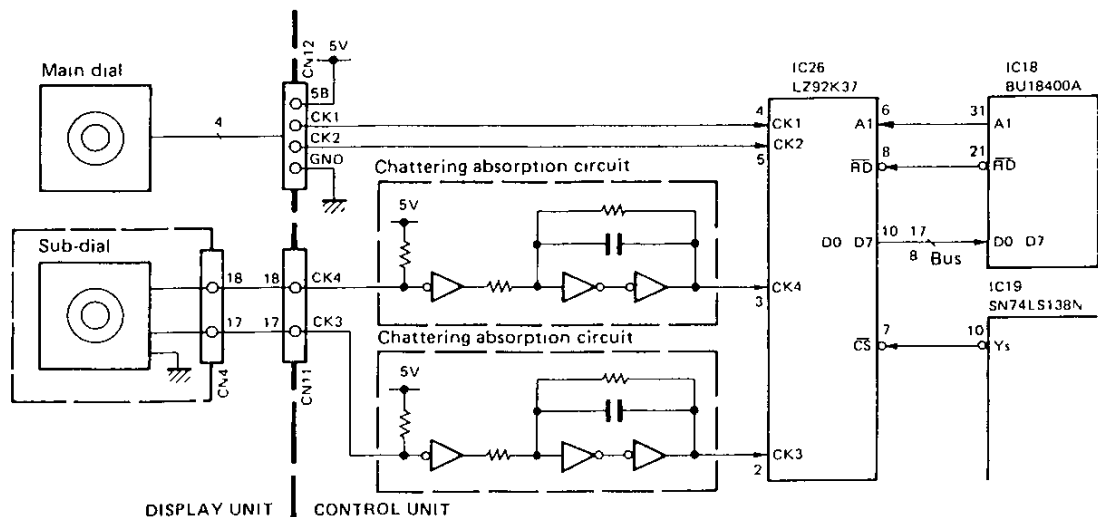 Main dial
4
CN12
5V
5B
CK1
CK2
GND
Sub-dial
18
17
CN4
18
17
CN11
CK4
CK3
Chattering absorption circuit
5V
Chattering absorption circuit
5V
IC26
LZ92K37
4
CK1
CK2
5
CK4
3
CK3
2
A1
6
RD
8
D0 D7
10
17
8
Bus
CS
7
IC18
BU18400A
31
A1
21
RD
D0 D7
IC19
SN74LS138N
10
Ys
DISPLAY UNIT
CONTROL UNIT